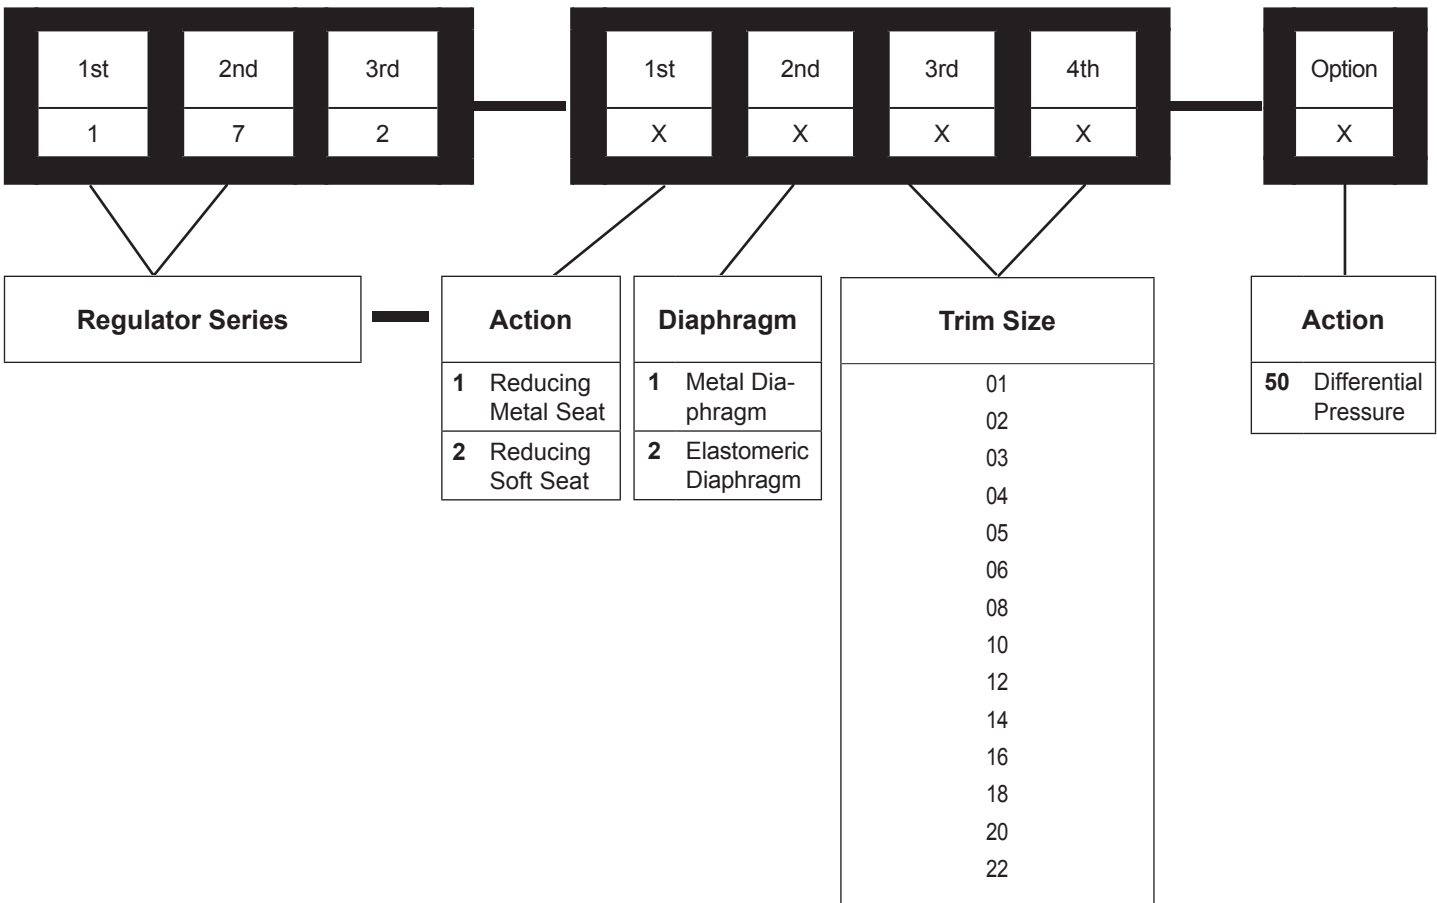 1st 2nd 3rd 1st 2nd 3rd 4th Option
1 7 2 X X X X X
Regulator Series Action Diaphragm Trim Size Action
1 Reducing
Metal Seat
2 Reducing
Soft Seat
1 Metal Dia-
phragm
2 Elastomeric
Diaphragm
01
02
03
04
05
06
08
10
12
14
16
18
20
22
50 Differential
Pressure